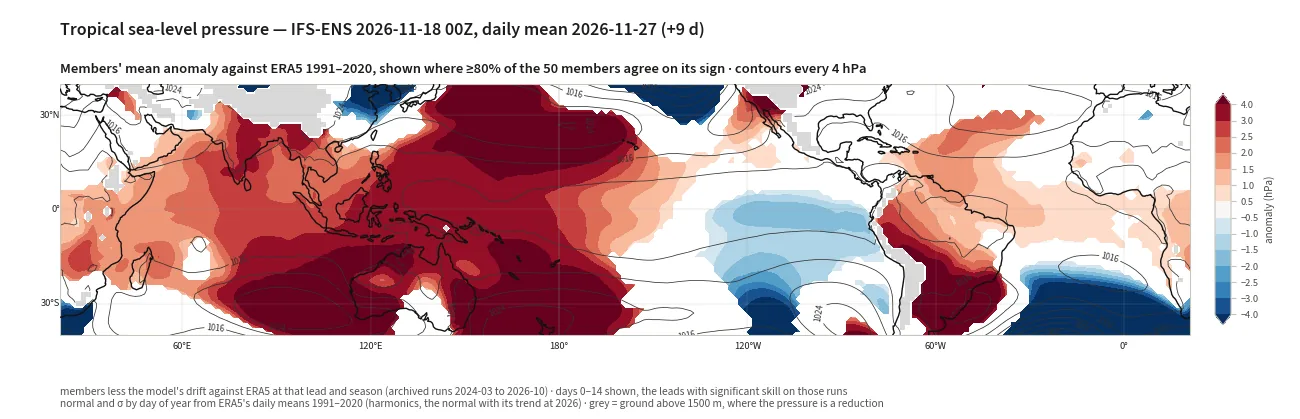 Tropical sea-level pressure — IFS-ENS 2026-11-18 00Z, daily mean 2026-11-27 (+9 d)
Members' mean anomaly against ERA5 1991–2020, shown where ≥80% of the 50 members agree on its sign · contours every 4 hPa
1024
1016
1024
1016
1016
1016
1016
1016
1016
1024
1024
1016
30°N
0°
30°S
60°E
120°E
180°
120°W
60°W
0°
4.0
3.0
2.5
2.0
1.5
1.0
0.5
−0.5
−1.0
−1.5
−2.0
−2.5
−3.0
−4.0
anomaly (hPa)
members less the model's drift against ERA5 at that lead and season (archived runs 2024-03 to 2026-10) · days 0–14 shown, the leads with significant skill on those runs
normal and σ by day of year from ERA5's daily means 1991–2020 (harmonics, the normal with its trend at 2026) · grey = ground above 1500 m, where the pressure is a reduction